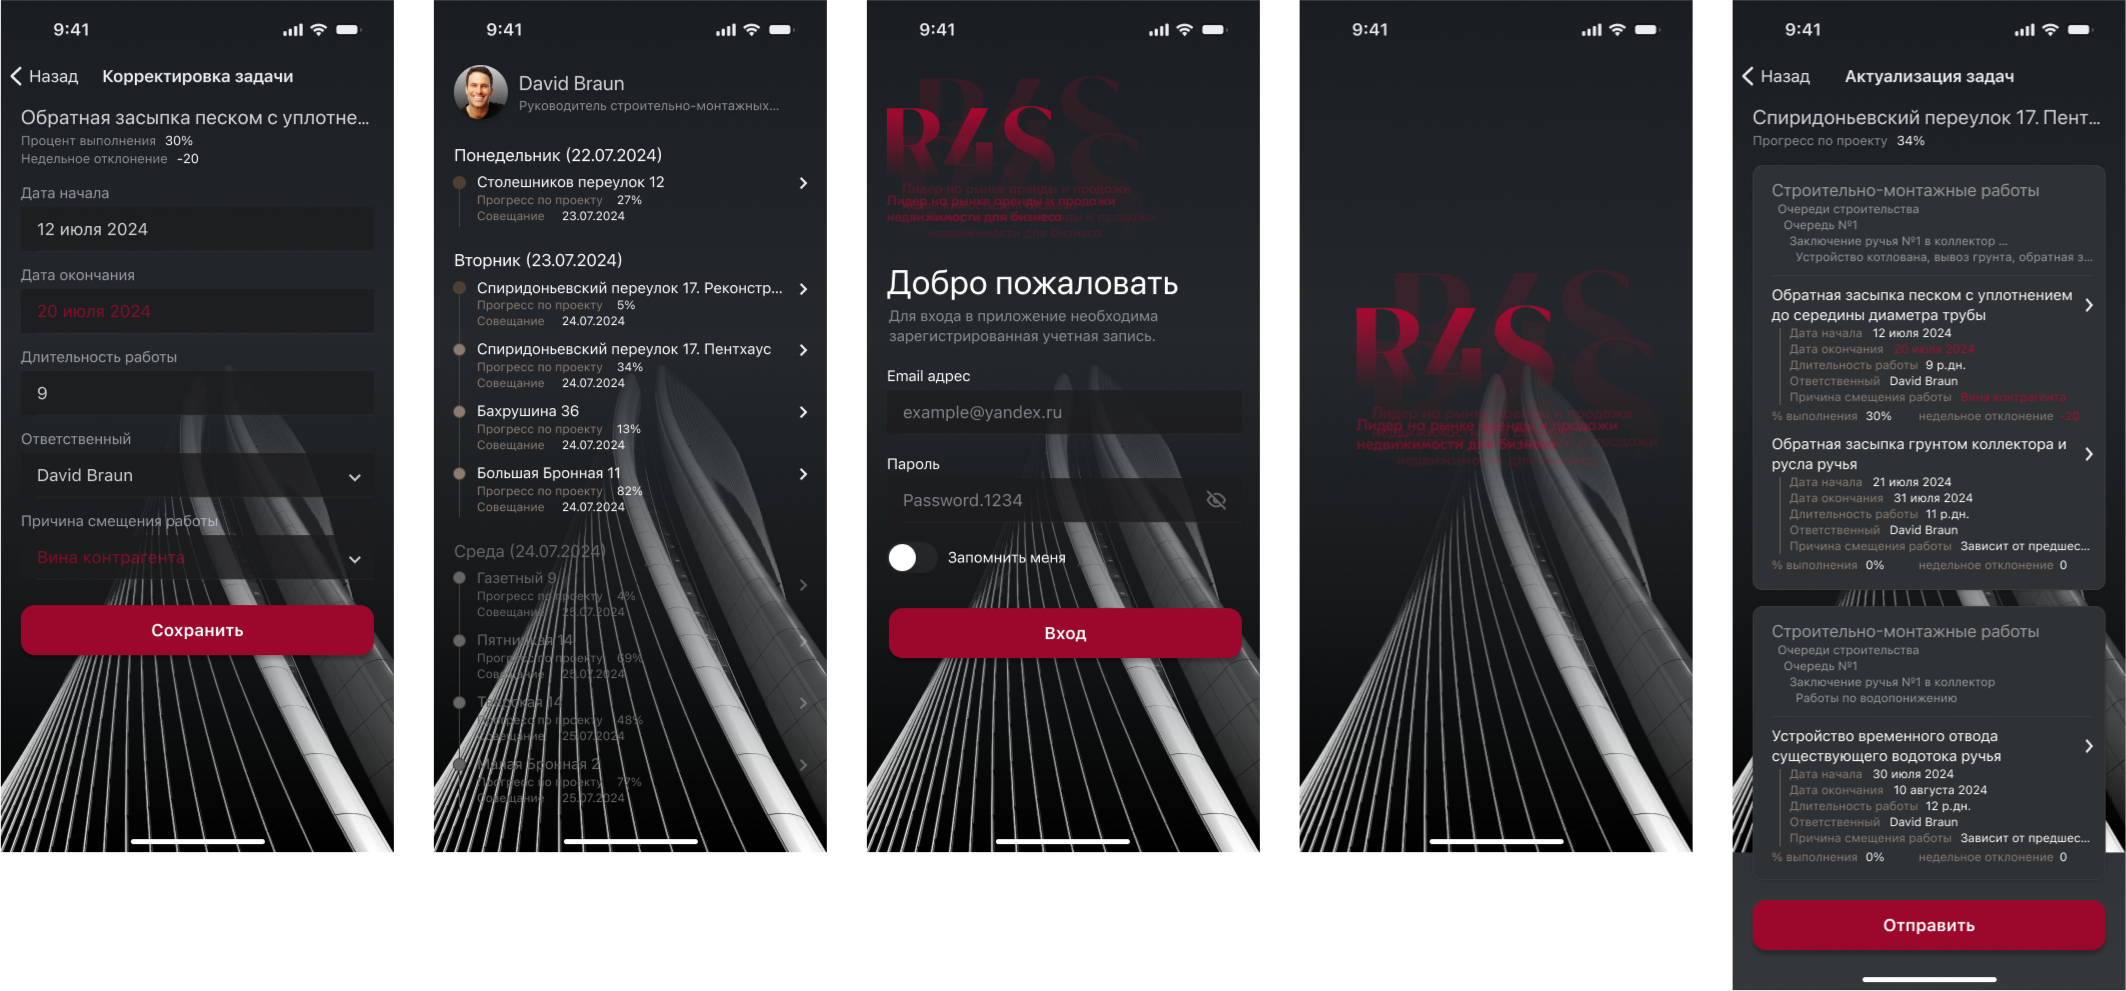 9:41
Назад
Корректировка задачи
Обратная засыпка песком с уплотне...
Процент выполнения 30%
Недельное отклонение -20
Дата начала
12 июля 2024
Дата окончания
20 июля 2024
Длительность работы
9
Ответственный
David Braun
Причина смещения работы
Вина контрагента
Сохранить
9:41
David Braun
Руководитель строительно-монтажных...
Понедельник (22.07.2024)
Столешников переулок 12
Прогресс по проекту 27%
Совещание 23.07.2024
Вторник (23.07.2024)
Спиридоньевский переулок 17. Реконстр...
Прогресс по проекту 5%
Совещание 24.07.2024
Спиридоньевский переулок 17. Пентхаус
Прогресс по проекту 34%
Совещание 24.07.2024
Бахрушина 36
Прогресс по проекту 13%
Совещание 24.07.2024
Большая Бронная 11
Прогресс по проекту 82%
Совещание 24.07.2024
Среда (24.07.2024)
Газетный 9
Прогресс по проекту 4%
Совещание 25.07.2024
Пятницкая 14
Прогресс по проекту 69%
Совещание 25.07.2024
14
Прогресс по проекту 48%
Совещание 25.07.2024
Малая Бронная 2
Прогресс по проекту 77%
Совещание 25.07.2024
9:41
R4S
Лидер на рынке аренды и продажи
недвижимости для бизнеса
Добро пожаловать
Для входа в приложение необходима
зарегистрированная учетная запись.
Email адрес
example@yandex.ru
Пароль
Password.1234
Запомнить меня
Вход
9:41
R4S
Лидер на рынке аренды и продажи
недвижимости для бизнеса
9:41
Назад
Актуализация задач
Спиридоньевский переулок 17. Пент...
Прогресс по проекту 34%
Строительно-монтажные работы
Очереди строительства
Очередь №1
Заключение ручья №1 в коллектор ...
Устройство котлована, вывоз грунта, обратная з...
Обратная засыпка песком с уплотнением
до середины диаметра трубы
Дата начала 12 июля 2024
Дата окончания 20 июля 2024
Длительность работы 9 р.дн.
Ответственный David Braun
Причина смещения работы Вина контрагента
% выполнения 30% недельное отклонение -20
Обратная засыпка грунтом коллектора и
русла ручья
Дата начала 21 июля 2024
Дата окончания 31 июля 2024
Длительность работы 11 р.дн.
Ответственный David Braun
Причина смещения работы Зависит от предшес...
% выполнения 0% недельное отклонение 0
Строительно-монтажные работы
Очереди строительства
Очередь №1
Заключение ручья №1 в коллектор
Работы по водопонижению
Устройство временного отвода
существующего водотока ручья
Дата начала 30 июля 2024
Дата окончания 10 августа 2024
Длительность работы 12 р.дн.
Ответственный David Braun
Причина смещения работы Зависит от предшес...
% выполнения 0% недельное отклонение 0
Отправить